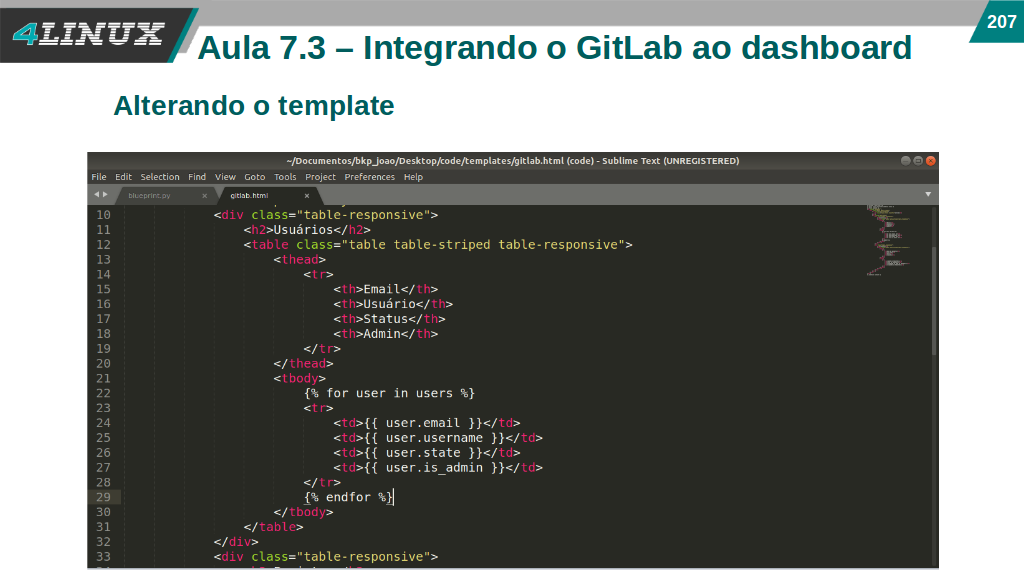 4LINUX
207
Aula 7.3 – Integrando o GitLab ao dashboard
Alterando o template
~/Documentos/bkp_joao/Desktop/code/templates/gitlab.html (code) - Sublime Text (UNREGISTERED)
File Edit Selection Find View Goto Tools Project Preferences Help
blueprint.py × gitlab.html ×
10 <div class="table-responsive">
11 <h2>Usuários</h2>
12 <table class="table table-striped table-responsive">
13 <thead>
14 <tr>
15 <th>Email</th>
16 <th>Usuário</th>
17 <th>Status</th>
18 <th>Admin</th>
19 </tr>
20 </thead>
21 <tbody>
22 {% for user in users %}
23 <tr>
24 <td>{{ user.email }}</td>
25 <td>{{ user.username }}</td>
26 <td>{{ user.state }}</td>
27 <td>{{ user.is_admin }}</td>
28 </tr>
29 {% endfor %}
30 </tbody>
31 </table>
32 </div>
33 <div class="table-responsive">